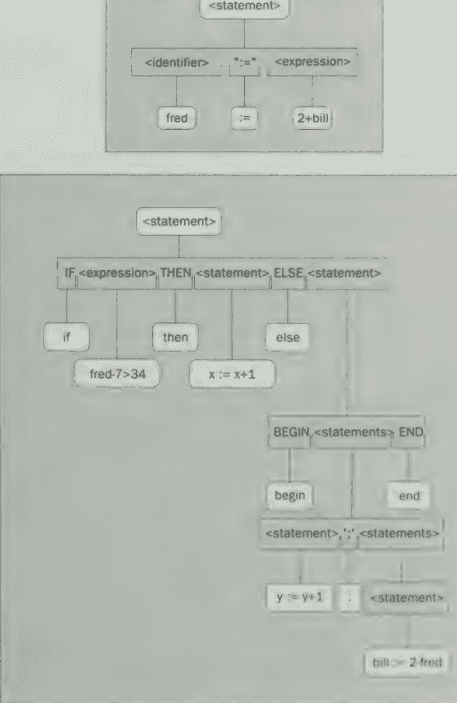 <statement>
<identifier> ":=" <expression>
fred := 2+bill
<statement>
IF <expression> THEN <statement> ELSE <statement>
if then else
fred-7>34 x := x+1
BEGIN <statements> END
begin end
<statement> ";" <statements>
y := y+1 ; <statement>
bill := 2-fred